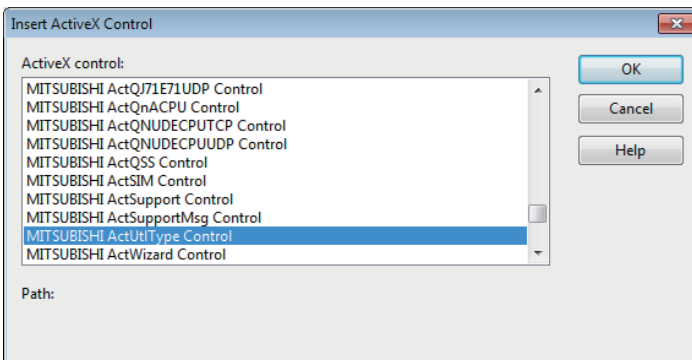 Insert ActiveX Control
ActiveX control:
MITSUBISHI ActQJ71E71UDP Control
MITSUBISHI ActQnACPU Control
MITSUBISHI ActQNUDECPUTCP Control
MITSUBISHI ActQNUDECPUUDP Control
MITSUBISHI ActQSS Control
MITSUBISHI ActSIM Control
MITSUBISHI ActSupport Control
MITSUBISHI ActSupportMsg Control
MITSUBISHI ActUtlType Control
MITSUBISHI ActWizard Control
OK
Cancel
Help
Path: